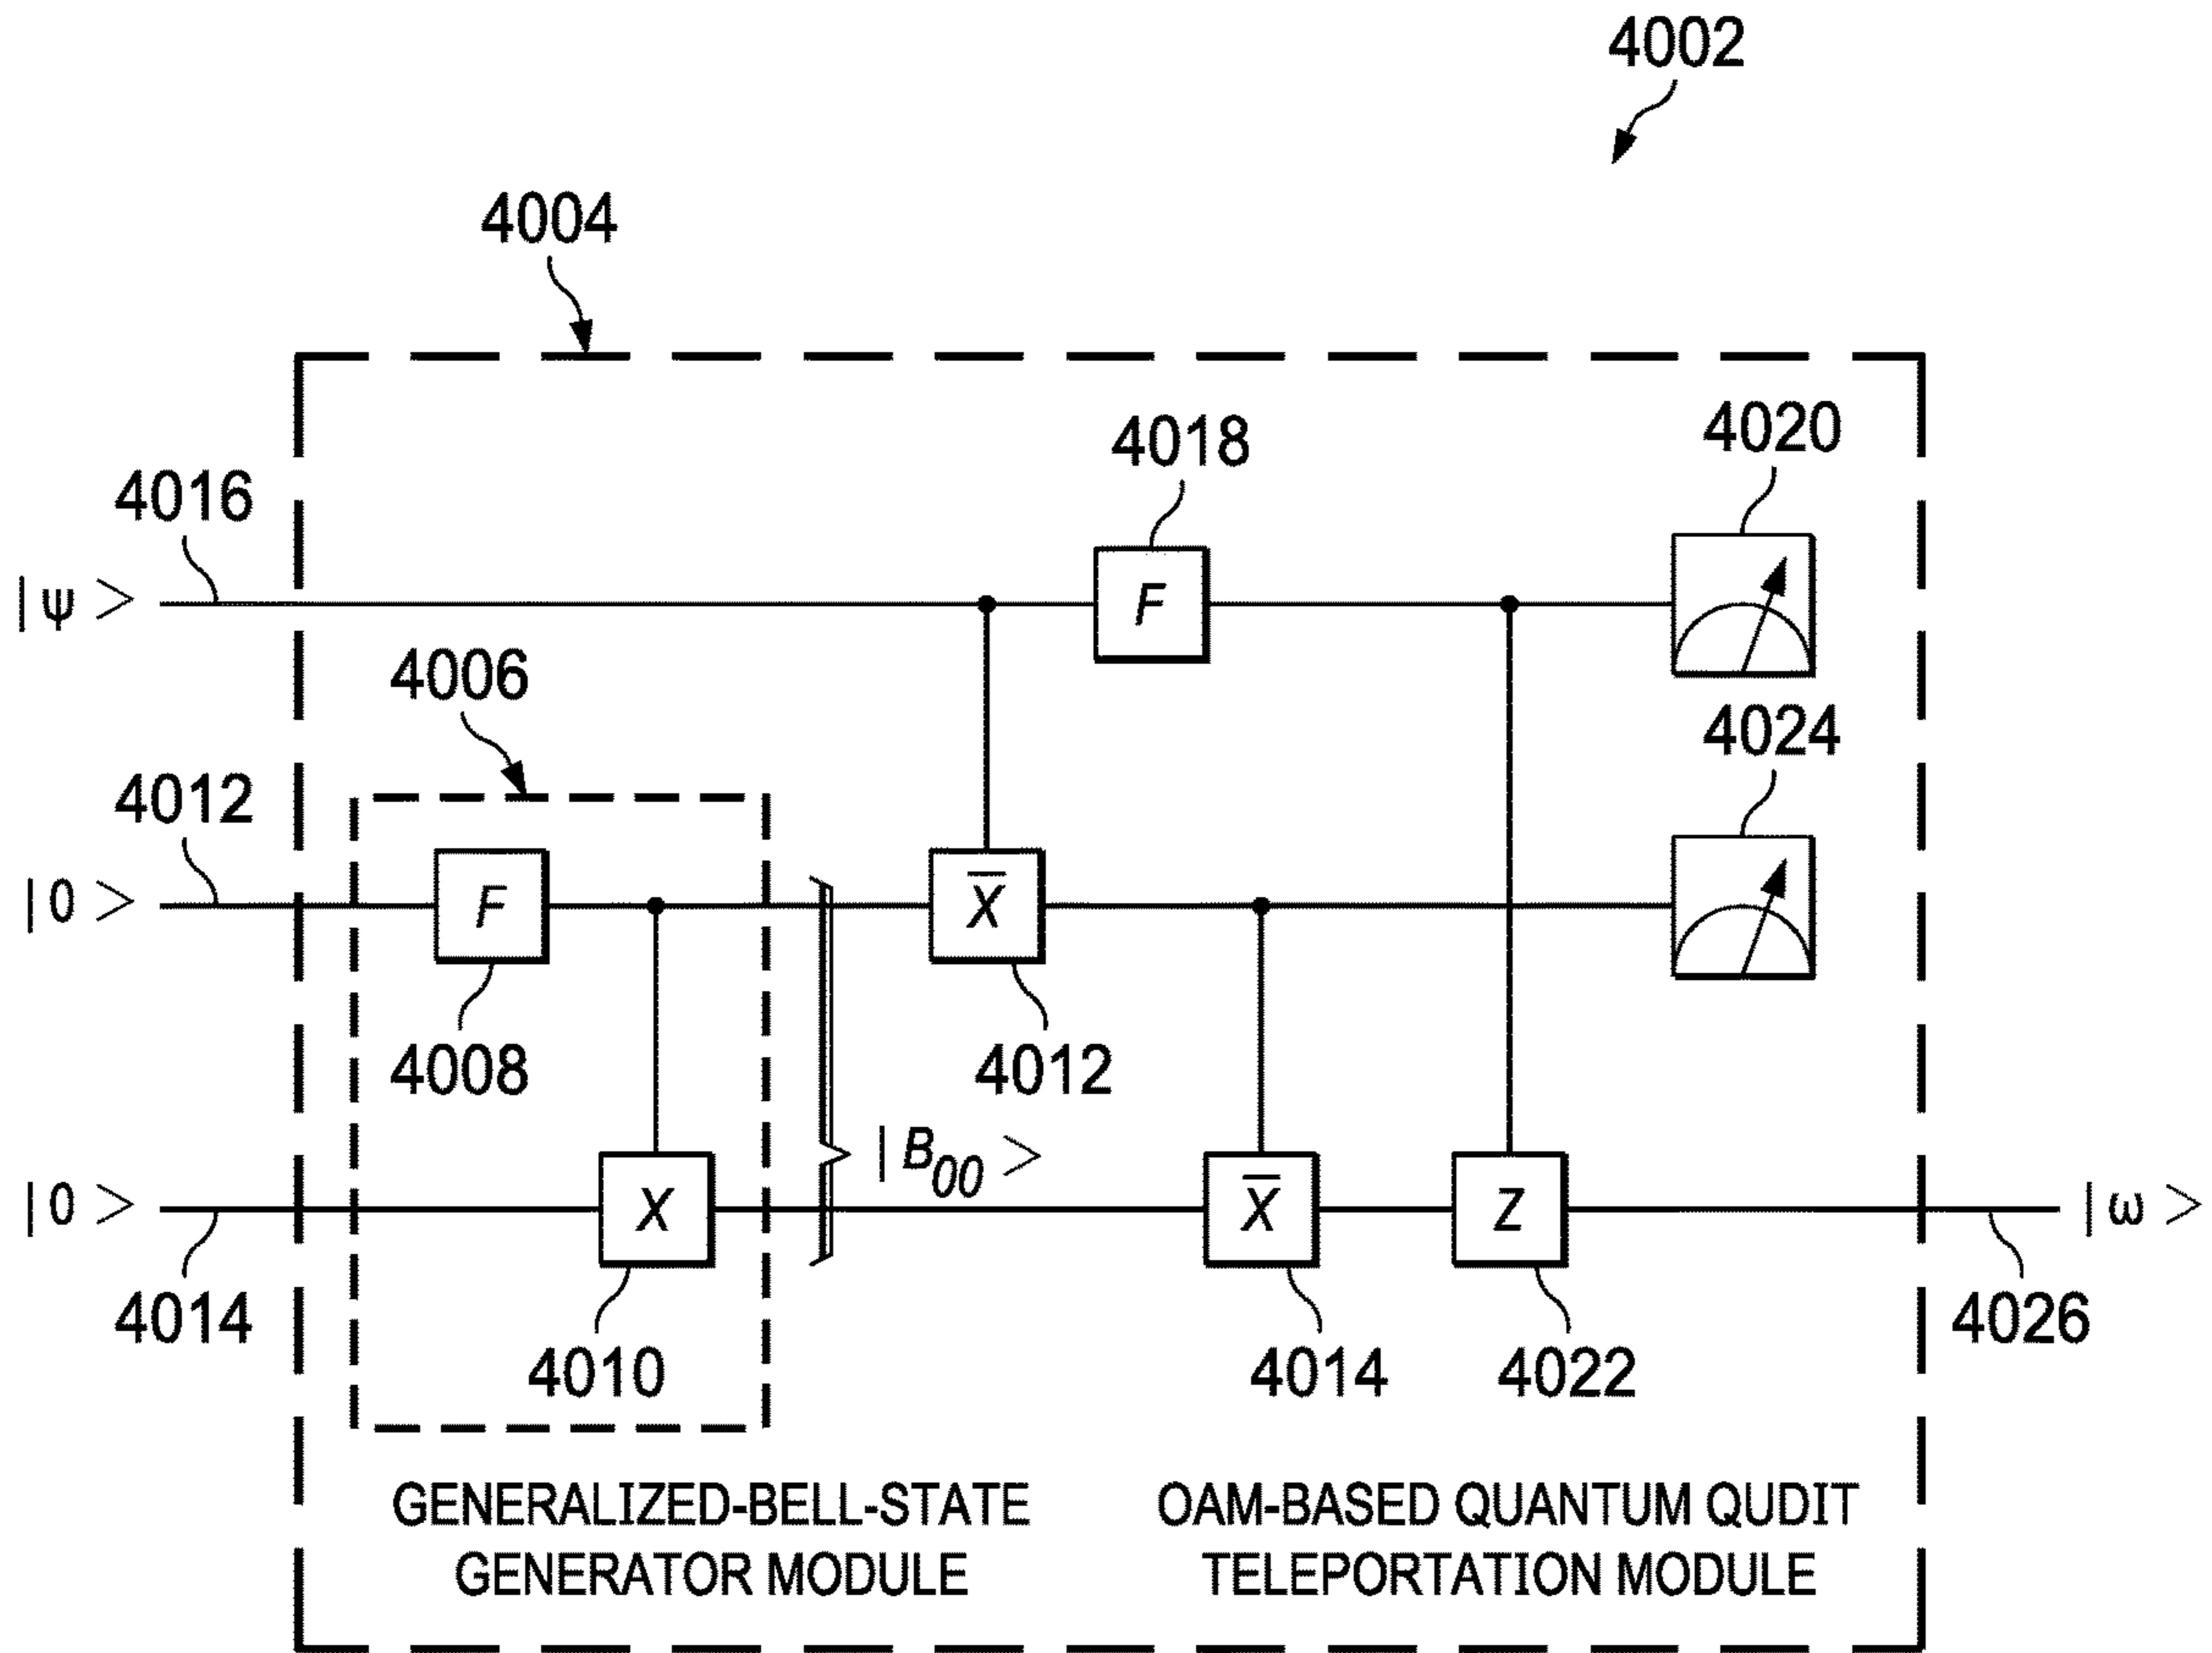 4002
4004
4018
4020
4016
|ψ >
F
4006
4024
4012
|0 >
F
X̅
4008
4012
|B00 >
|0 >
X
X̅
Z
|ω >
4014
4010
4014
4022
4026
GENERALIZED-BELL-STATE
GENERATOR MODULE
OAM-BASED QUANTUM QUDIT
TELEPORTATION MODULE